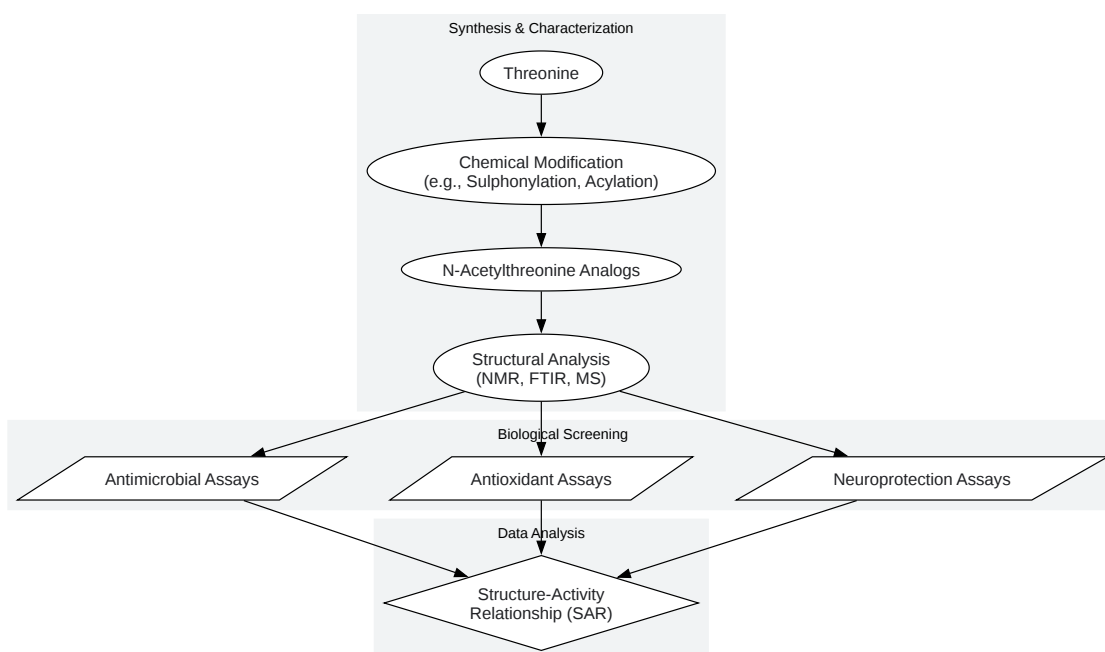 Synthesis & Characterization
Threonine
Chemical Modification
(e.g., Sulphonylation, Acylation)
N-Acetylthreonine Analogs
Structural Analysis
(NMR, FTIR, MS)
Biological Screening
Antimicrobial Assays
Antioxidant Assays
Neuroprotection Assays
Data Analysis
Structure-Activity
Relationship (SAR)